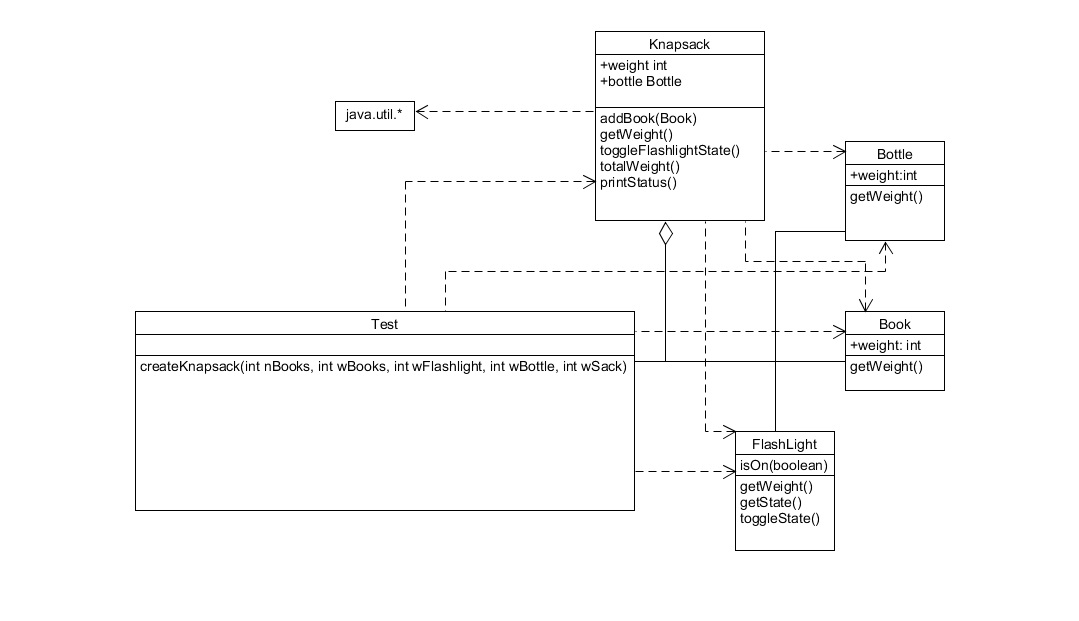 Knapsack
+weight int
+bottle Bottle
addBook(Book)
getWeight()
toggleFlashlightState()
totalWeight()
printStatus()
java.util.*
Bottle
+weight:int
getWeight()
Test
createKnapsack(int nBooks, int wBooks, int wFlashlight, int wBottle, int wSack)
Book
+weight: int
getWeight()
FlashLight
isOn(boolean)
getWeight()
getState()
toggleState()